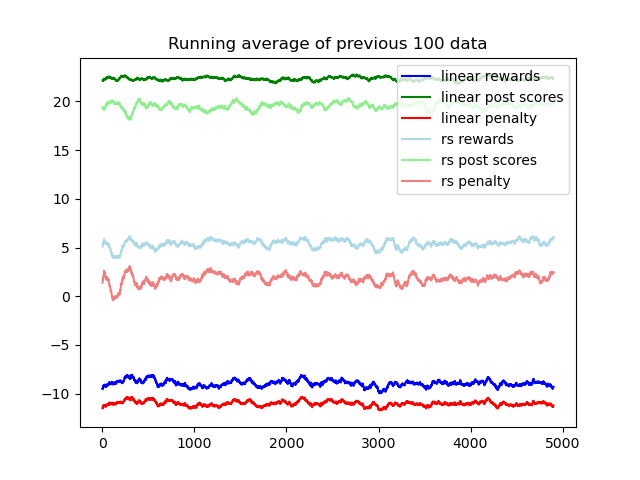 Running average of previous 100 data
linear rewards
linear post scores
linear penalty
rs rewards
rs post scores
rs penalty
20
15
10
5
0
−5
−10
0 1000 2000 3000 4000 5000